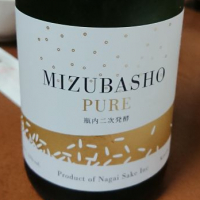 MIZUBASHO
PURE
瓶内二次発酵
Product of Nagai Sake Inc